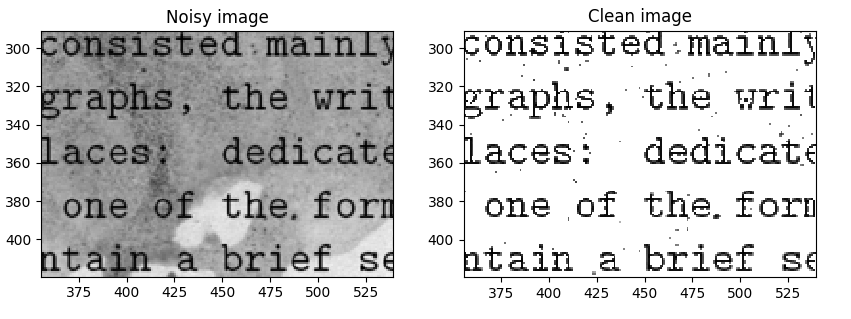 Noisy image
300
320
340
360
380
400
375 400 425 450 475 500 525
consisted mainly
graphs, the writ
laces: dedicate
one of the form
ntain a brief se
Clean image
300
320
340
360
380
400
375 400 425 450 475 500 525
consisted mainly
graphs, the writ
laces: dedicate
one of the form
ntain a brief se